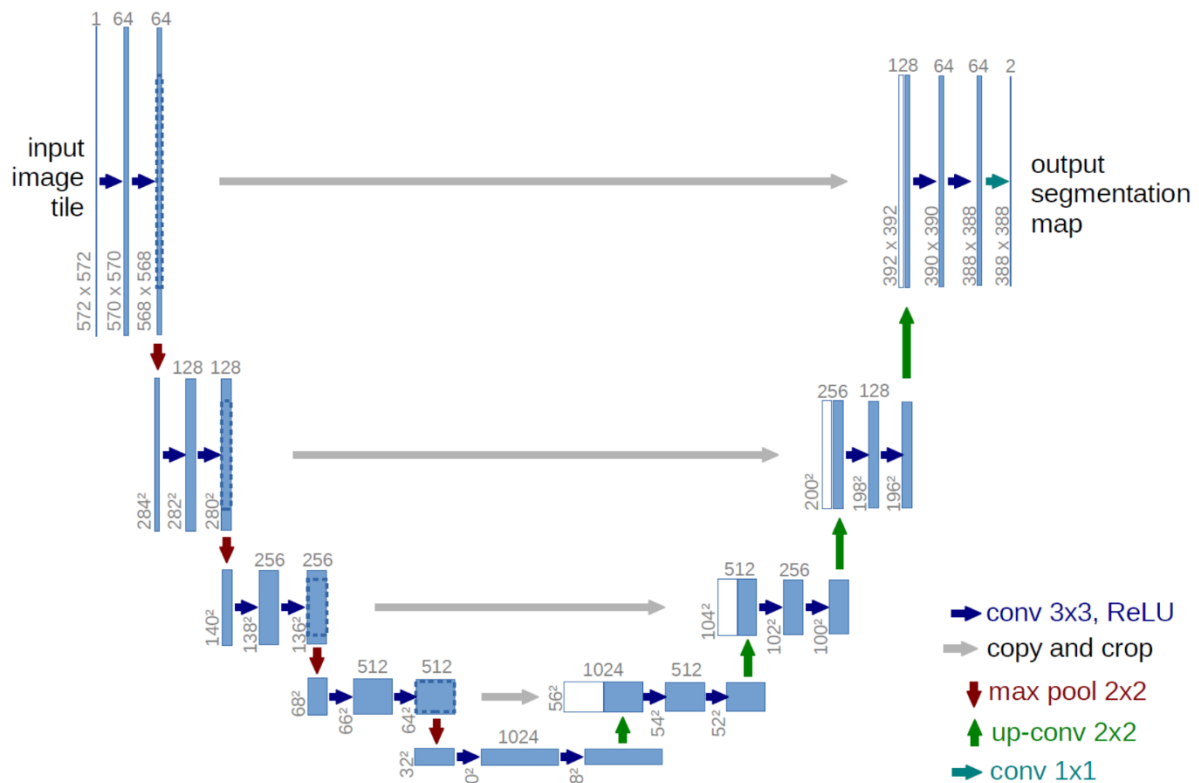 1 64 64
128 64 64 2
input
image
tile
output
segmentation
map
572 x 572
570 x 570
568 x 568
392 x 392
390 x 390
388 x 388
388 x 388
128 128
256 128
284²
282²
280²
200²
198²
196²
256 256
512 256
140²
138²
136²
104²
102²
100²
512 512
1024 512
68²
66²
64²
56²
54²
52²
1024
32²
0²
8²
conv 3x3, ReLU
copy and crop
max pool 2x2
up-conv 2x2
conv 1x1